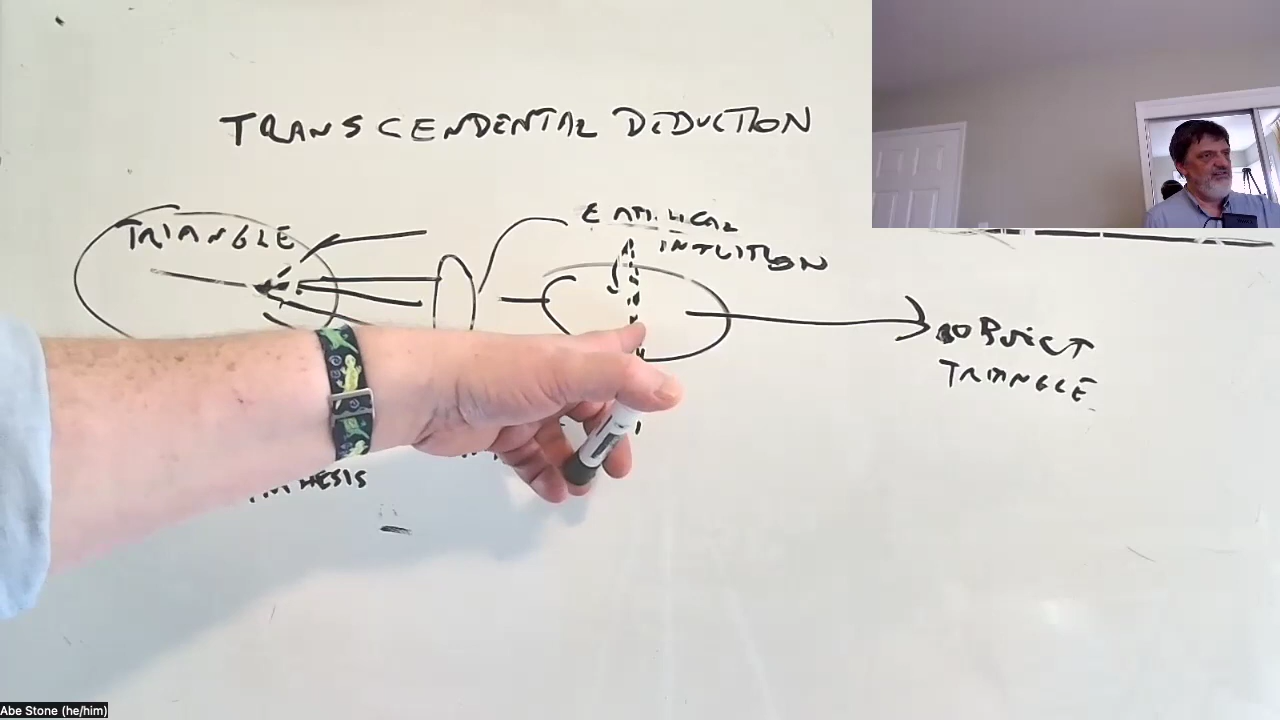 TRANSCENDENTAL DEDUCTION
TRIANGLE
EMPIRICAL
INTUITION
OBJECT
TRIANGLE
Abe Stone (he/him)